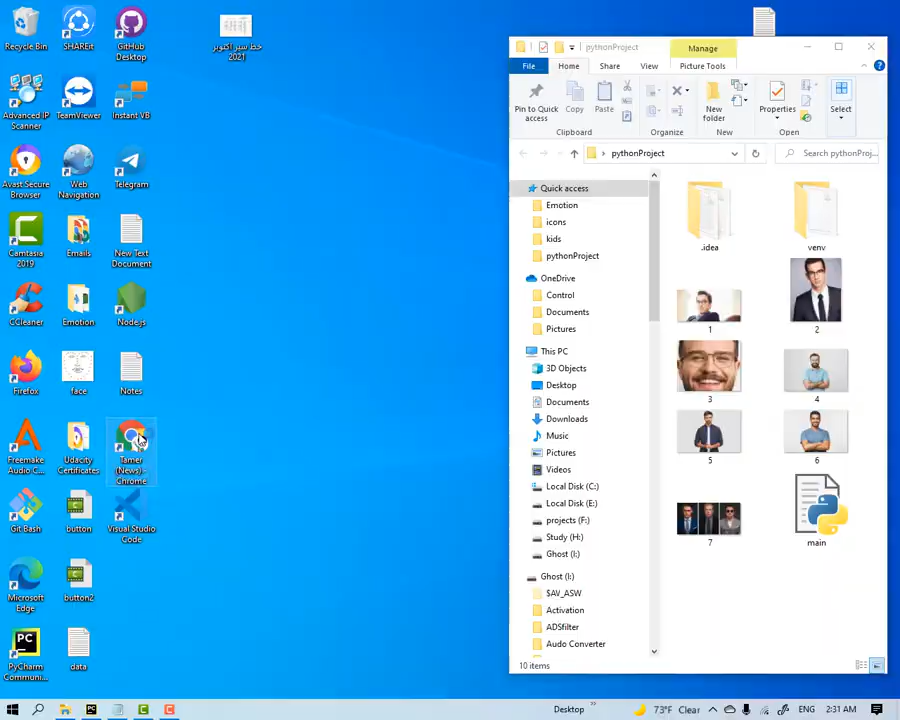 Recycle Bin
SHAREit
GitHub
Desktop
خط سير اكتوبر
2021
Advanced IP
Scanner
TeamViewer
Instant VB
Avast Secure
Browser
Web
Navigation
Telegram
Camtasia
2019
Emails
New Text
Document
CCleaner
Emotion
Node.js
Firefox
face
Notes
Freemake
Audio C...
Udacity
Certificates
Tamer
(News) -
Chrome
Git Bash
button
Visual Studio
Code
Microsoft
Edge
button2
PC
PyCharm
Communi...
data
pythonProject
Manage
File
Home
Share
View
Picture Tools
Pin to Quick
access
Copy
Paste
New
folder
Properties
Select
Clipboard
Organize
New
Open
pythonProject
Search pythonProj...
Quick access
Emotion
icons
kids
pythonProject
OneDrive
Control
Documents
Pictures
This PC
3D Objects
Desktop
Documents
Downloads
Music
Pictures
Videos
Local Disk (C:)
Local Disk (E:)
projects (F:)
Study (H:)
Ghost (I:)
Ghost (I:)
$AV_ASW
Activation
ADSfilter
Audo Converter
.idea
venv
1
2
3
4
5
6
7
main
10 items
Desktop
73°F Clear
ENG
2:31 AM